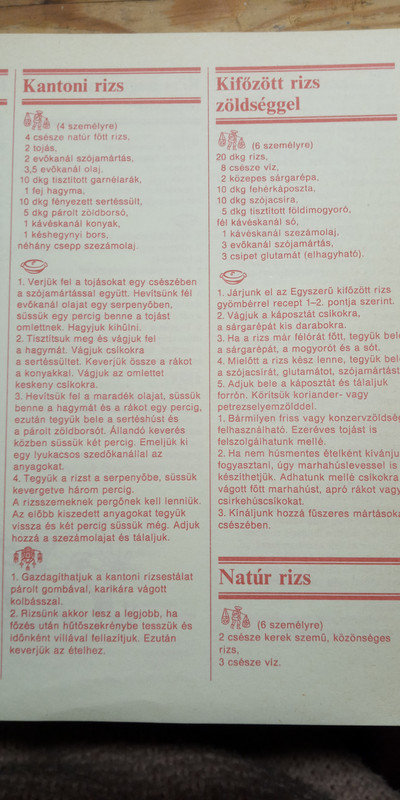 Kantoni rizs
(4 személyre)
4 csésze natúr főtt rizs,
2 tojás,
2 evőkanál szójamártás,
3,5 evőkanál olaj,
10 dkg tisztított garnélarák,
1 fej hagyma,
10 dkg fényezett sertéssült,
5 dkg párolt zöldborsó,
1 kávéskanál konyak,
1 késhegynyi bors,
néhány csepp szezámolaj.
1. Verjük fel a tojásokat egy csészében
a szójamártással együtt. Hevítsünk fél
evőkanál olajat egy serpenyőben,
süssük egy percig benne a tojást
omlettnek. Hagyjuk kihűlni.
2. Tisztítsuk meg és vágjuk fel
a hagymát. Vágjuk csíkokra
a sertéssültet. Keverjük össze a rákot
a konyakkal. Vágjuk az omlettet
keskeny csíkokra.
3. Hevítsük fel a maradék olajat, süssük
benne a hagymát és a rákot egy percig,
ezután tegyük bele a sertéshúst és
a párolt zöldborsót. Állandó keverés
közben süssük két percig. Emeljük ki
egy lyukacsos szedőkanállal az
anyagokat.
4. Tegyük a rizst a serpenyőbe, süssük
kevergetve három percig.
A rizsszemeknek pergőnek kell lenniük.
Az előbb kiszedett anyagokat tegyük
vissza és két percig süssük még. Adjuk
hozzá a szezámolajat és tálaljuk.
1. Gazdagíthatjuk a kantoni rizsestálat
párolt gombával, karikára vágott
kolbásszal.
2. Rizsünk akkor lesz a legjobb, ha
főzés után hűtőszekrénybe tesszük és
időnként villával fellazítjuk. Ezután
keverjük az ételhez.
Kifőzött rizs
zöldséggel
(6 személyre)
20 dkg rizs,
8 csésze víz,
2 közepes sárgarépa,
10 dkg fehérkáposzta,
10 dkg szójacsíra,
5 dkg tisztított földimogyoró,
fél kávéskanál só,
1 kávéskanál szezámolaj,
3 evőkanál szójamártás,
3 csipet glutamát (elhagyható).
1. Járjunk el az Egyszerű kifőzött rizs
gyömbérrel recept 1–2. pontja szerint.
2. Vágjuk a káposztát csíkokra,
a sárgarépát kis darabokra.
3. Ha a rizs már félórát főtt, tegyük bele
a sárgarépát, a mogyorót és a sót.
4. Mielőtt a rizs kész lenne, tegyük bele
a szójacsírát, glutamátot, szójamártást
5. Adjuk bele a káposztát és tálaljuk
forrón. Körítsük koriander- vagy
petrezselyemzölddel.
1. Bármilyen friss vagy konzervzöldség
felhasználható. Ezeréves tojást is
felszolgálhatunk mellé.
2. Ha nem húsmentes ételként kívánjuk
fogyasztani, úgy marhahúslevessel is
készíthetjük. Adhatunk mellé csíkokra
vágott főtt marhahúst, apró rákot vagy
csirkehúscsíkokat.
3. Kínáljunk hozzá fűszeres mártásokat
csészében.
Natúr rizs
(6 személyre)
2 csésze kerek szemű, közönséges
rizs,
3 csésze víz.